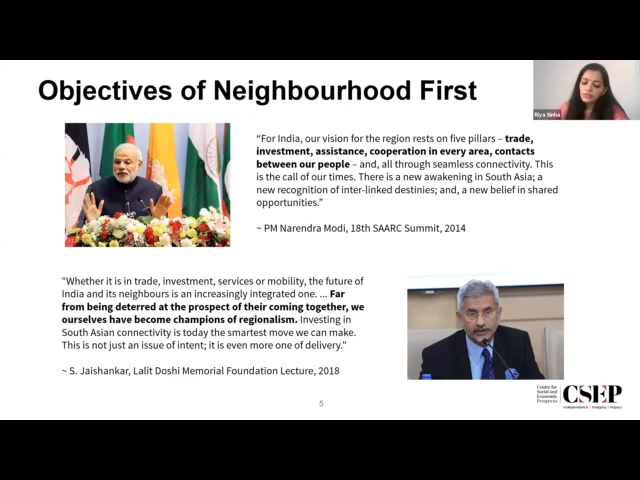 Objectives of Neighbourhood First
Riya Sinha
“For India, our vision for the region rests on five pillars – trade,
investment, assistance, cooperation in every area, contacts
between our people – and, all through seamless connectivity. This
is the call of our times. There is a new awakening in South Asia; a
new recognition of inter-linked destinies; and, a new belief in shared
opportunities.”
~ PM Narendra Modi, 18th SAARC Summit, 2014
"Whether it is in trade, investment, services or mobility, the future of
India and its neighbours is an increasingly integrated one. ... Far
from being deterred at the prospect of their coming together, we
ourselves have become champions of regionalism. Investing in
South Asian connectivity is today the smartest move we can make.
This is not just an issue of intent; it is even more one of delivery."
~ S. Jaishankar, Lalit Doshi Memorial Foundation Lecture, 2018
5
Centre for
Social and
Economic
Progress
CSEP
Independence | Integrity | Impact